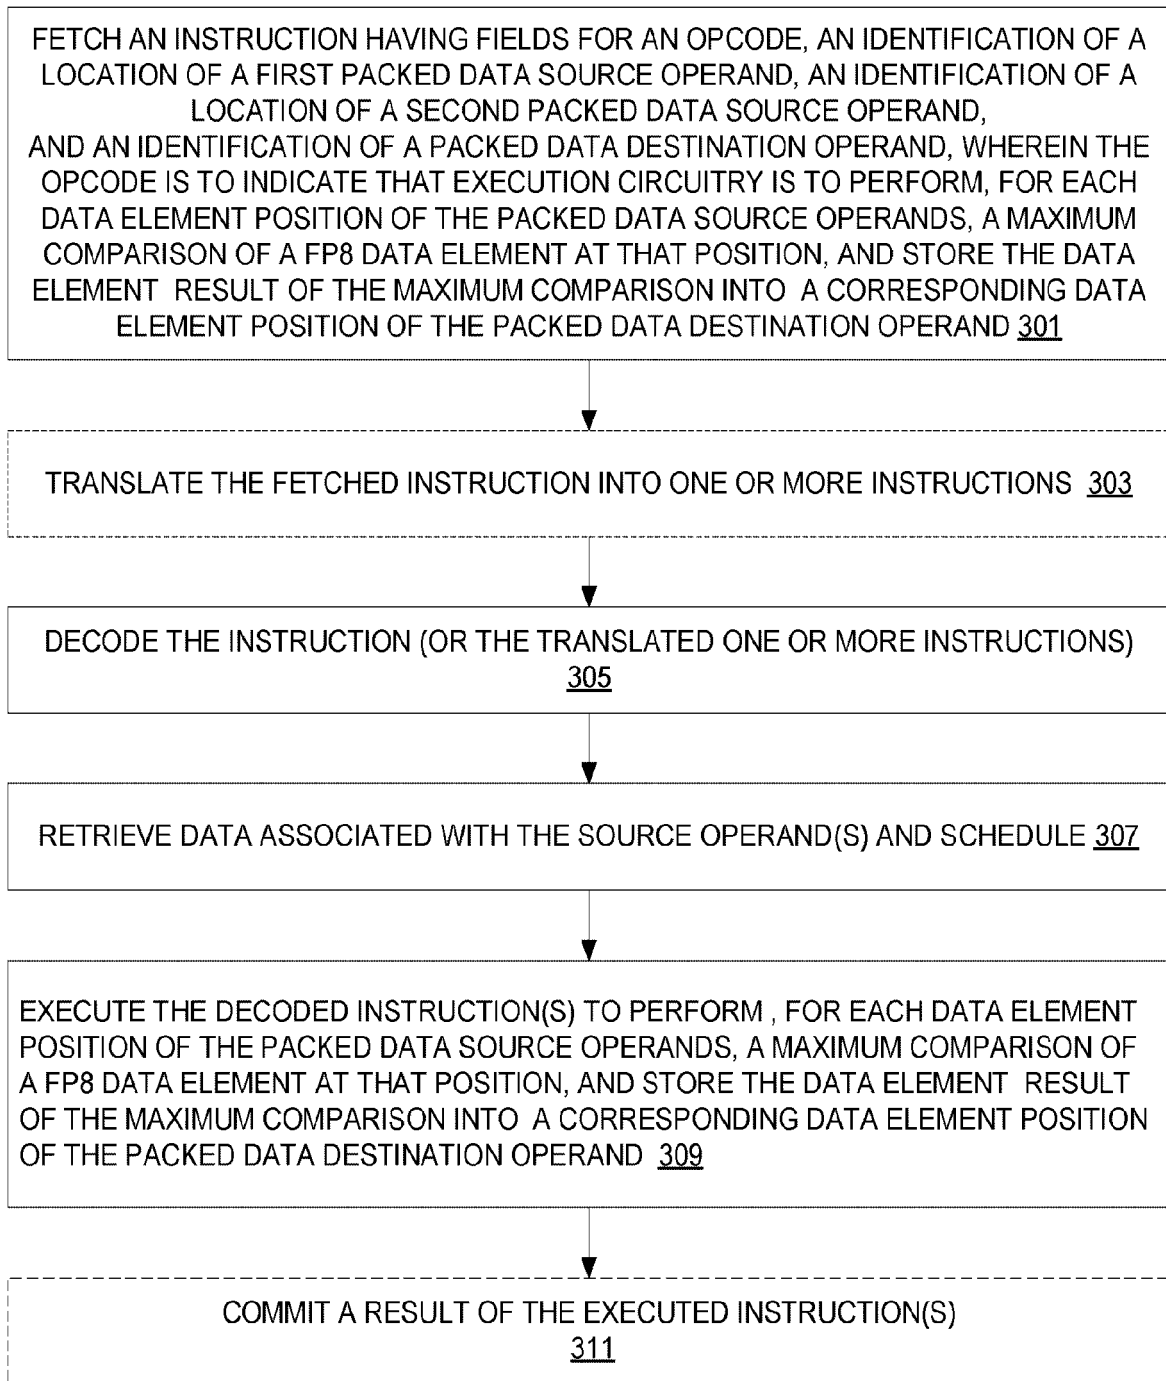 FETCH AN INSTRUCTION HAVING FIELDS FOR AN OPCODE, AN IDENTIFICATION OF A
LOCATION OF A FIRST PACKED DATA SOURCE OPERAND, AN IDENTIFICATION OF A
LOCATION OF A SECOND PACKED DATA SOURCE OPERAND,
AND AN IDENTIFICATION OF A PACKED DATA DESTINATION OPERAND, WHEREIN THE
OPCODE IS TO INDICATE THAT EXECUTION CIRCUITRY IS TO PERFORM, FOR EACH
DATA ELEMENT POSITION OF THE PACKED DATA SOURCE OPERANDS, A MAXIMUM
COMPARISON OF A FP8 DATA ELEMENT AT THAT POSITION, AND STORE THE DATA
ELEMENT RESULT OF THE MAXIMUM COMPARISON INTO A CORRESPONDING DATA
ELEMENT POSITION OF THE PACKED DATA DESTINATION OPERAND 301
TRANSLATE THE FETCHED INSTRUCTION INTO ONE OR MORE INSTRUCTIONS 303
DECODE THE INSTRUCTION (OR THE TRANSLATED ONE OR MORE INSTRUCTIONS)
305
RETRIEVE DATA ASSOCIATED WITH THE SOURCE OPERAND(S) AND SCHEDULE 307
EXECUTE THE DECODED INSTRUCTION(S) TO PERFORM , FOR EACH DATA ELEMENT
POSITION OF THE PACKED DATA SOURCE OPERANDS, A MAXIMUM COMPARISON OF
A FP8 DATA ELEMENT AT THAT POSITION, AND STORE THE DATA ELEMENT RESULT
OF THE MAXIMUM COMPARISON INTO A CORRESPONDING DATA ELEMENT POSITION
OF THE PACKED DATA DESTINATION OPERAND 309
COMMIT A RESULT OF THE EXECUTED INSTRUCTION(S)
311